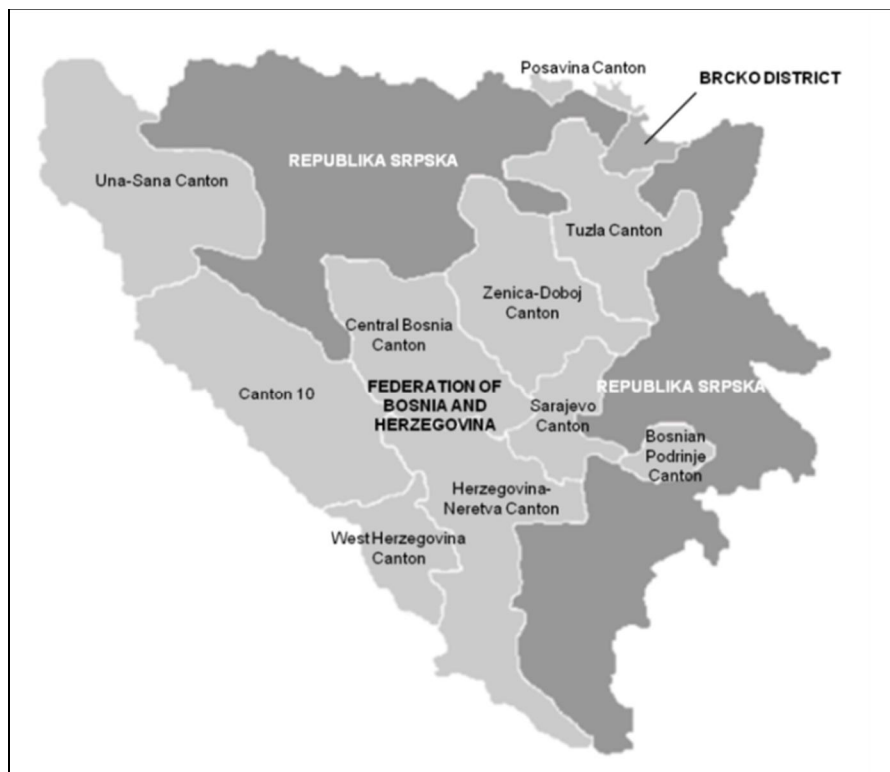 Posavina Canton
BRCKO DISTRICT
REPUBLIKA SRPSKA
Una-Sana Canton
Tuzla Canton
Zenica-Doboj
Canton
Central Bosnia
Canton
Canton 10
FEDERATION OF
BOSNIA AND
HERZEGOVINA
REPUBLIKA SRPSKA
Sarajevo
Canton
Bosnian
Podrinje
Canton
Herzegovina-
Neretva Canton
West Herzegovina
Canton